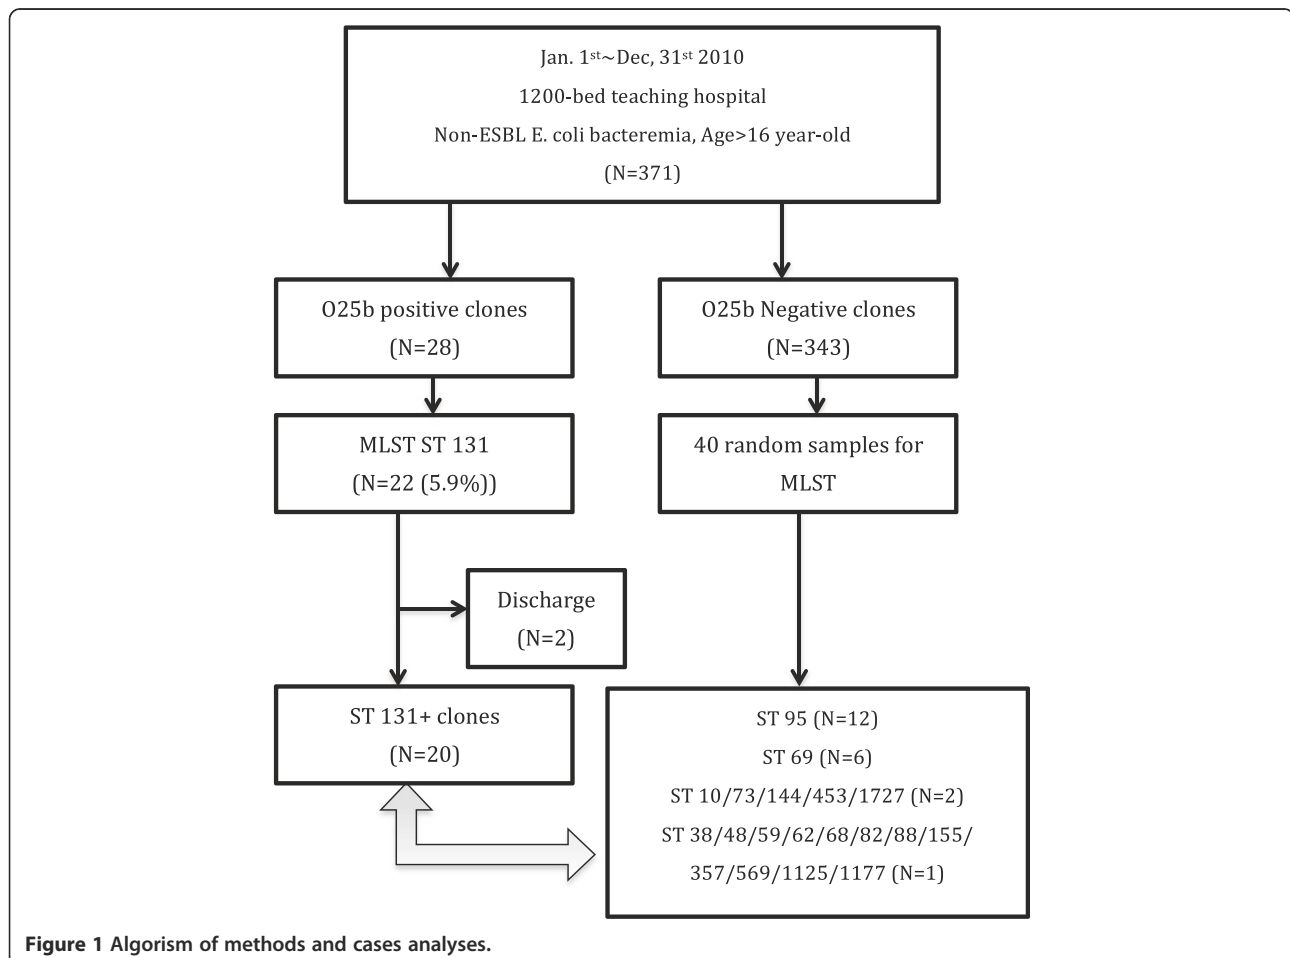 Jan. 1st~Dec, 31st 2010
1200-bed teaching hospital
Non-ESBL E. coli bacteremia, Age>16 year-old
(N=371)
O25b positive clones
(N=28)
O25b Negative clones
(N=343)
MLST ST 131
(N=22 (5.9%))
40 random samples for
MLST
Discharge
(N=2)
ST 131+ clones
(N=20)
ST 95 (N=12)
ST 69 (N=6)
ST 10/73/144/453/1727 (N=2)
ST 38/48/59/62/68/82/88/155/
357/569/1125/1177 (N=1)
Figure 1 Algorism of methods and cases analyses.